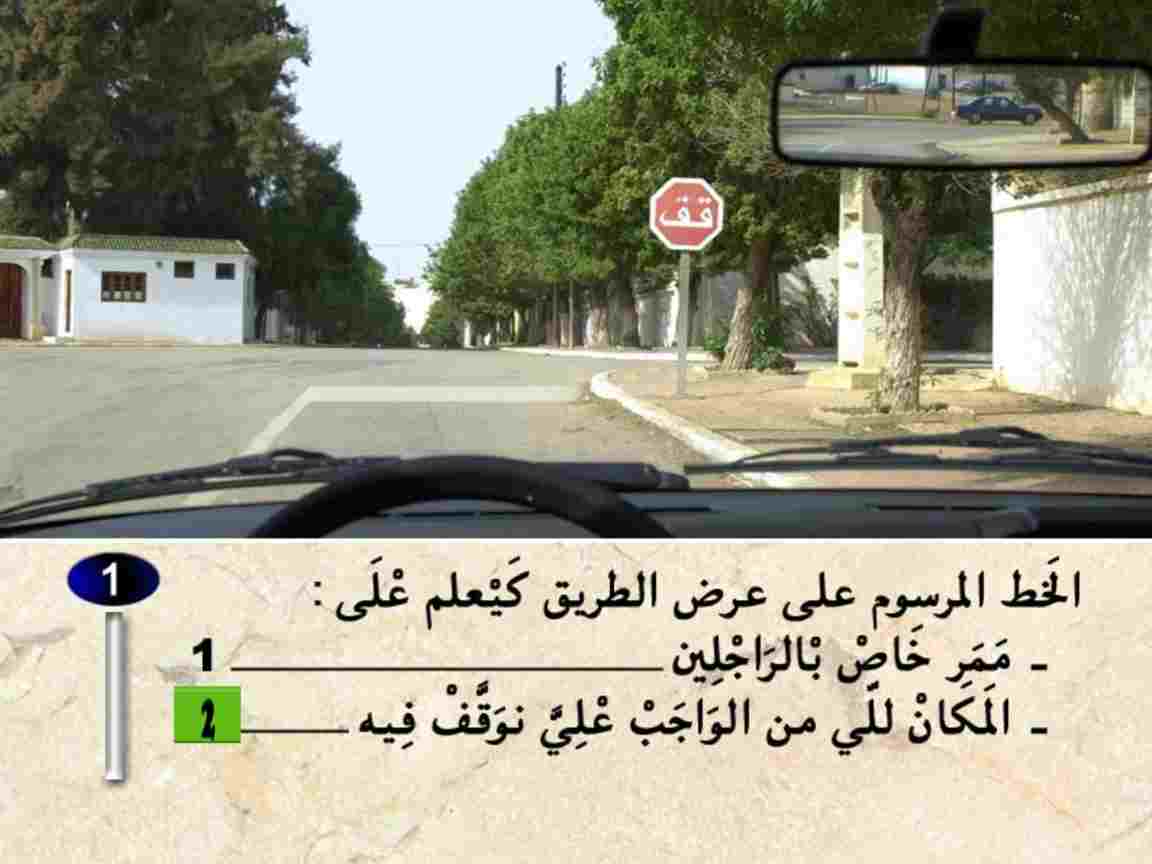 قف
1
الخَط المرسوم على عرض الطريق كَيْعلم عْلَى :
ـ مَمَر خَاصْ بْالرَاجْلِين 1
ـ المَكَانْ للّي من الوَاجَبْ عْلِيَّ نوَقَّفْ فِيه 2